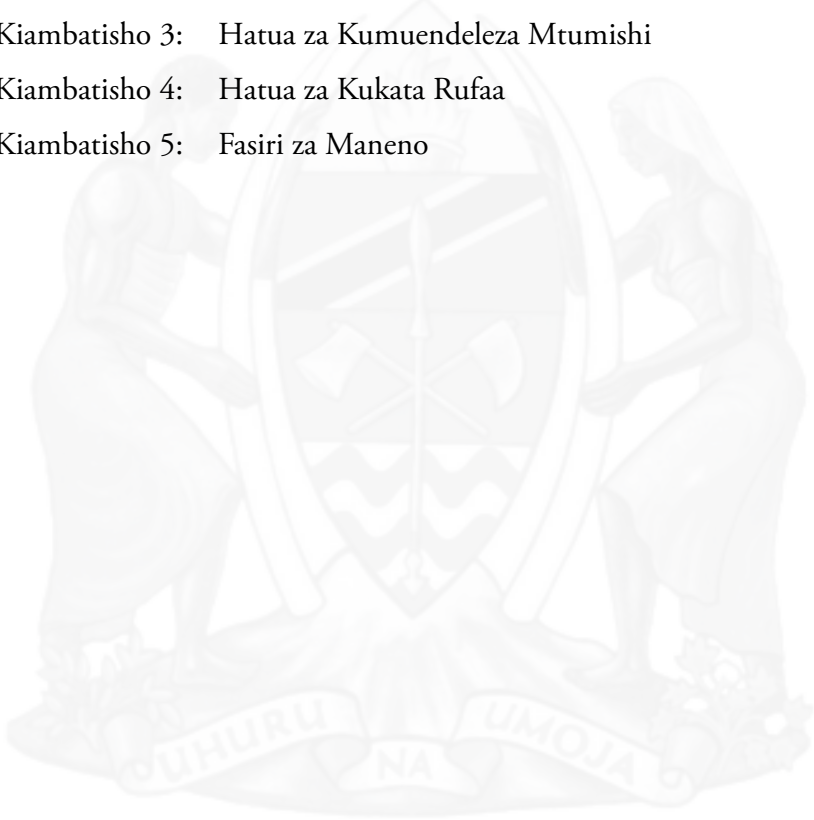 Kiambatisho 3: Hatua za Kumuendeleza Mtumishi
Kiambatisho 4: Hatua za Kukata Rufaa
Kiambatisho 5: Fasiri za Maneno
UHURU NA UMOJA